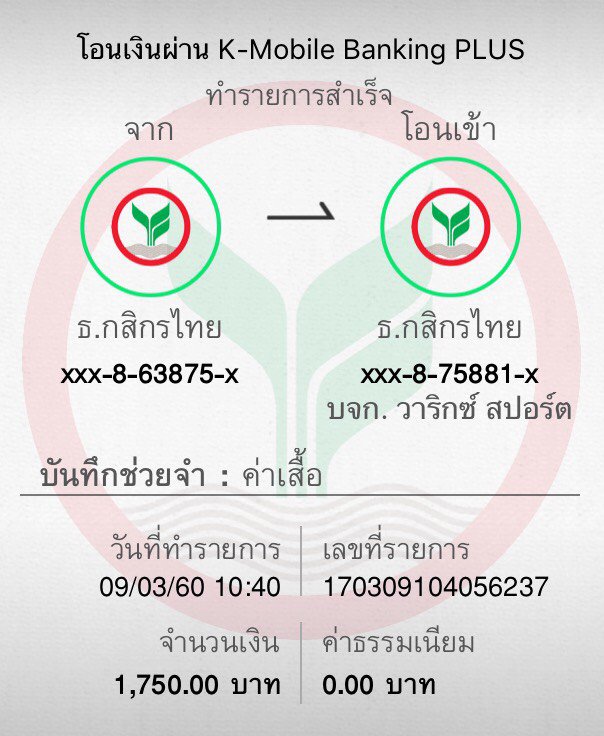 โอนเงินผ่าน K-Mobile Banking PLUS
ทำรายการสำเร็จ
จาก
โอนเข้า
ธ.กสิกรไทย
ธ.กสิกรไทย
xxx-8-63875-x
xxx-8-75881-x
บจก. วาริกซ์ สปอร์ต
บันทึกช่วยจำ : ค่าเสื้อ
วันที่ทำรายการ
เลขที่รายการ
09/03/60 10:40
170309104056237
จำนวนเงิน
ค่าธรรมเนียม
1,750.00 บาท
0.00 บาท